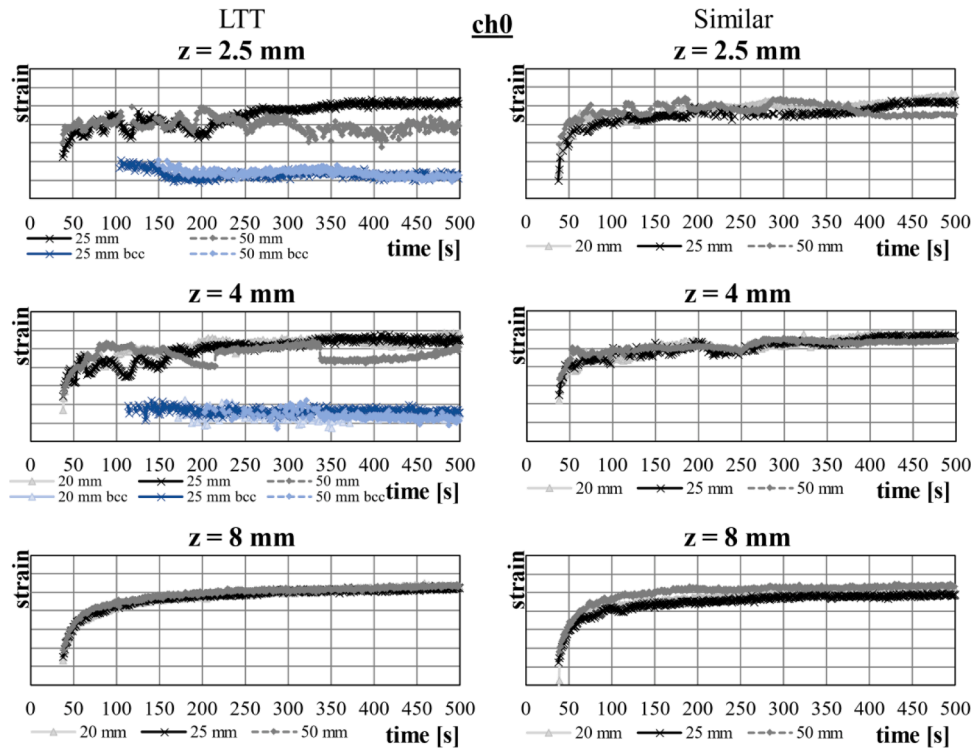 LTT
ch0
Similar
z = 2.5 mm
z = 2.5 mm
strain
0 50 100 150 200 250 300 350 400 450 500
25 mm 50 mm
25 mm bcc 50 mm bcc
time [s]
strain
0 50 100 150 200 250 300 350 400 450 500
20 mm 25 mm 50 mm
time [s]
z = 4 mm
z = 4 mm
strain
0 50 100 150 200 250 300 350 400 450 500
20 mm 25 mm 50 mm
20 mm bcc 25 mm bcc 50 mm bcc
time [s]
strain
0 50 100 150 200 250 300 350 400 450 500
20 mm 25 mm 50 mm
time [s]
z = 8 mm
z = 8 mm
strain
0 50 100 150 200 250 300 350 400 450 500
20 mm 25 mm 50 mm
time [s]
strain
0 50 100 150 200 250 300 350 400 450 500
20 mm 25 mm 50 mm
time [s]